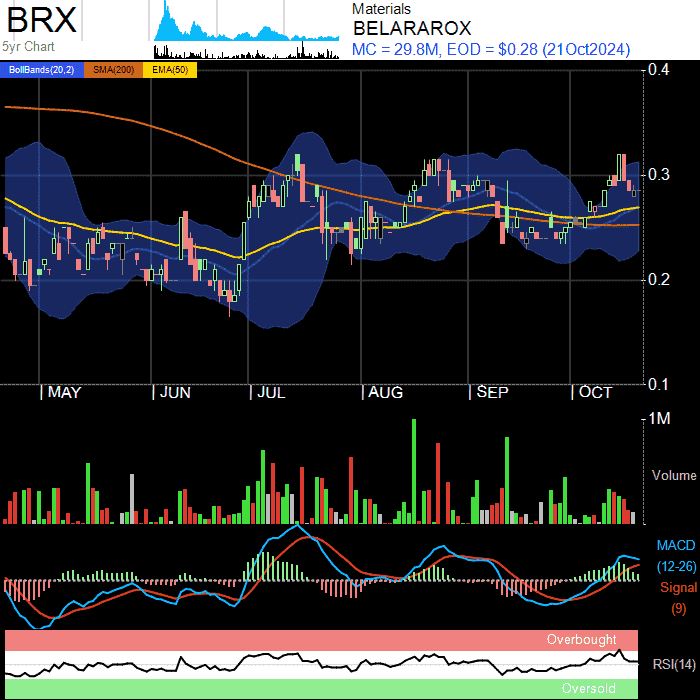 BRX
5yr Chart
Materials
BELARAROX
MC = 29.8M, EOD = $0.28 (21Oct2024)
BollBands(20,2) SMA(200) EMA(50)
0.4
0.3
0.2
0.1
MAY JUN JUL AUG SEP OCT
1M
Volume
MACD
(12-26)
Signal
(9)
Overbought
RSI(14)
Oversold